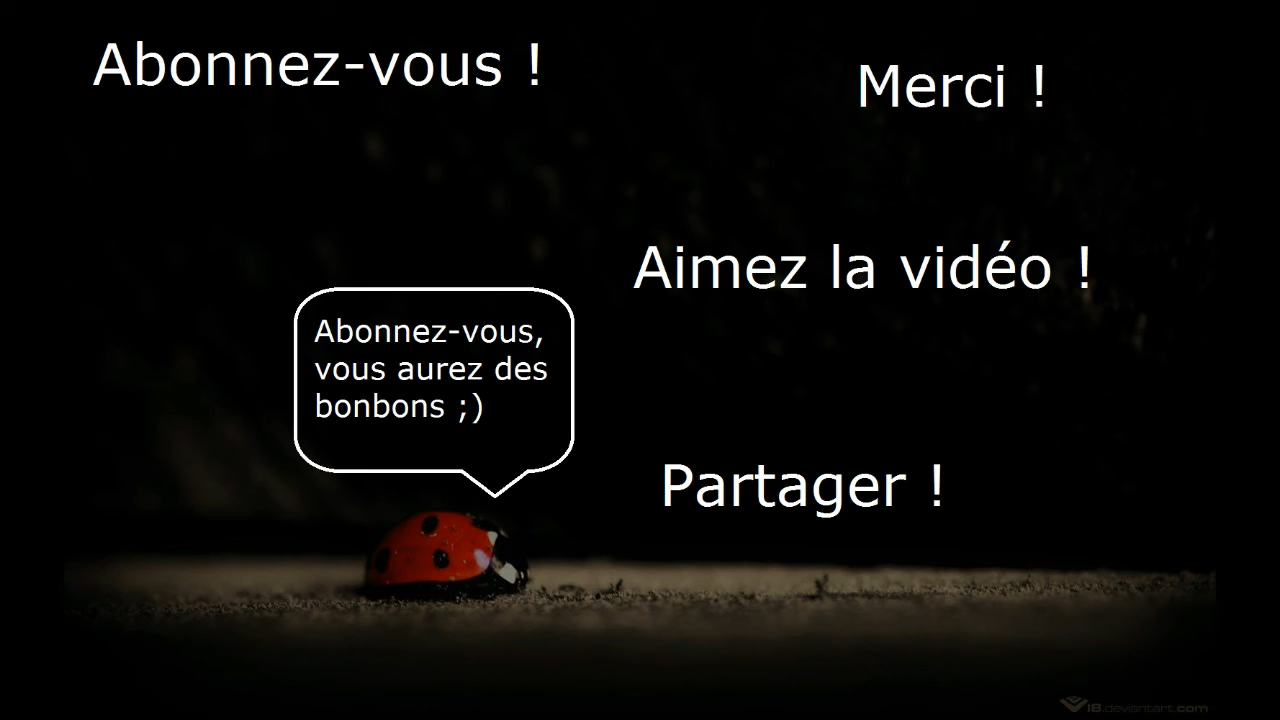 Abonnez-vous !
Merci !
Aimez la vidéo !
Abonnez-vous,
vous aurez des
bonbons ;)
Partager !